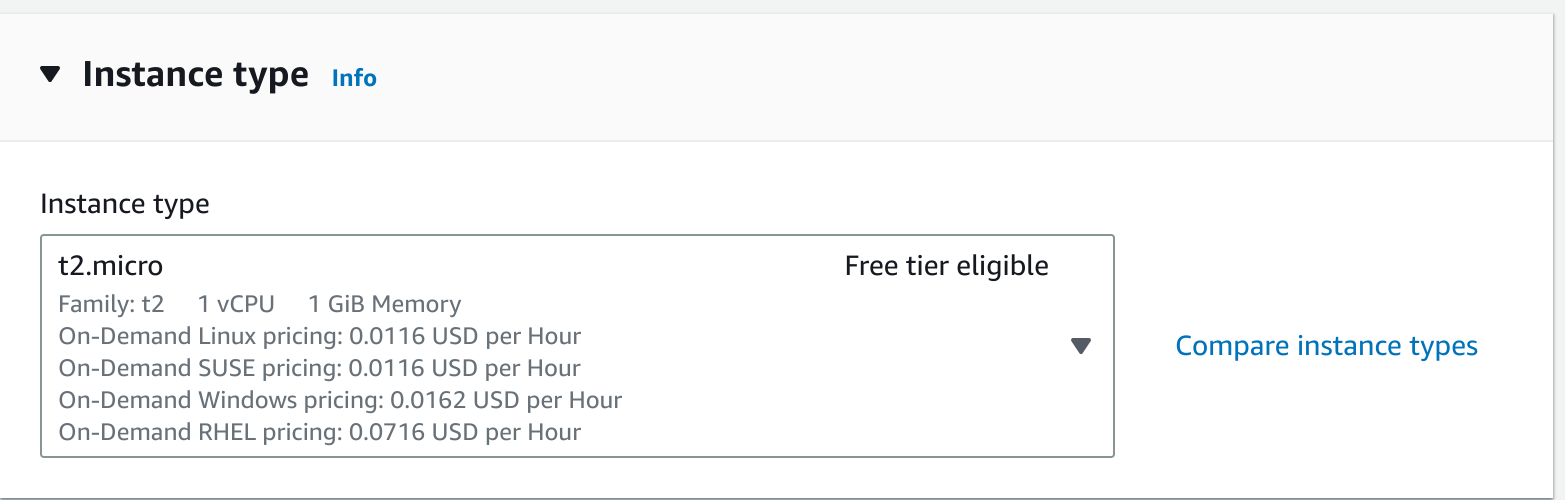 Instance type Info
Instance type
t2.micro Free tier eligible
Family: t2 1 vCPU 1 GiB Memory
On-Demand Linux pricing: 0.0116 USD per Hour
On-Demand SUSE pricing: 0.0116 USD per Hour
On-Demand Windows pricing: 0.0162 USD per Hour
On-Demand RHEL pricing: 0.0716 USD per Hour
Compare instance types